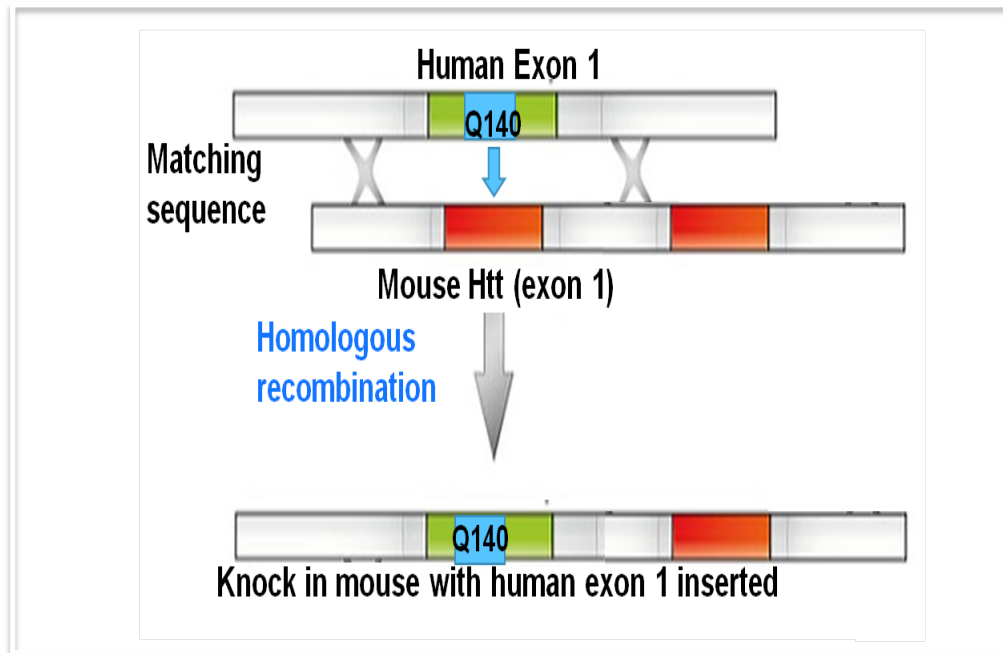 Human Exon 1
Q140
Matching
sequence
Mouse Htt (exon 1)
Homologous
recombination
Q140
Knock in mouse with human exon 1 inserted